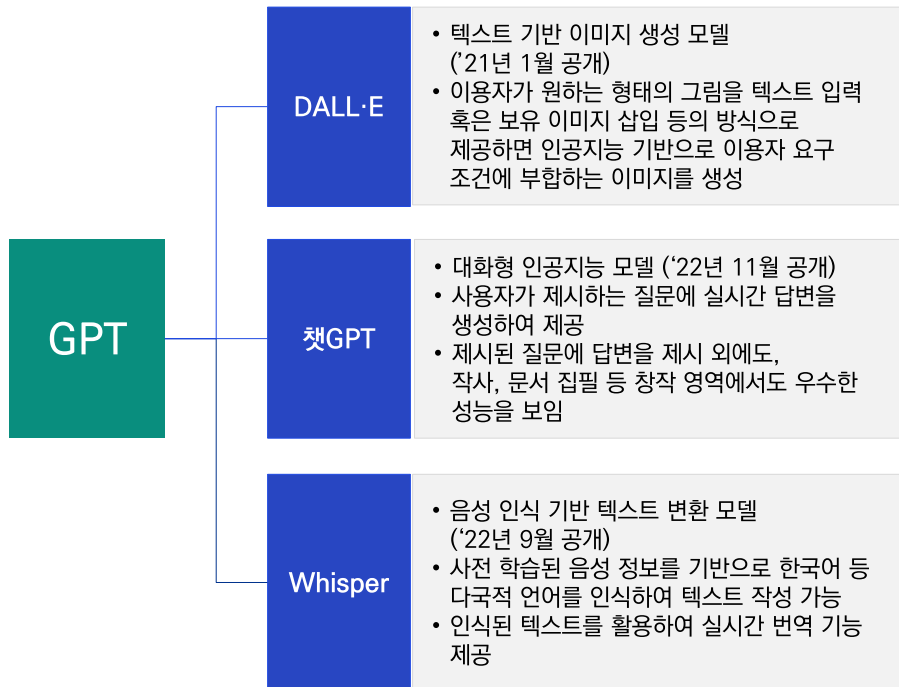 GPT
DALL·E
• 텍스트 기반 이미지 생성 모델
(’21년 1월 공개)
• 이용자가 원하는 형태의 그림을 텍스트 입력
혹은 보유 이미지 삽입 등의 방식으로
제공하면 인공지능 기반으로 이용자 요구
조건에 부합하는 이미지를 생성
챗GPT
• 대화형 인공지능 모델 (‘22년 11월 공개)
• 사용자가 제시하는 질문에 실시간 답변을
생성하여 제공
• 제시된 질문에 답변을 제시 외에도,
작사, 문서 집필 등 창작 영역에서도 우수한
성능을 보임
Whisper
• 음성 인식 기반 텍스트 변환 모델
(‘22년 9월 공개)
• 사전 학습된 음성 정보를 기반으로 한국어 등
다국적 언어를 인식하여 텍스트 작성 가능
• 인식된 텍스트를 활용하여 실시간 번역 기능
제공